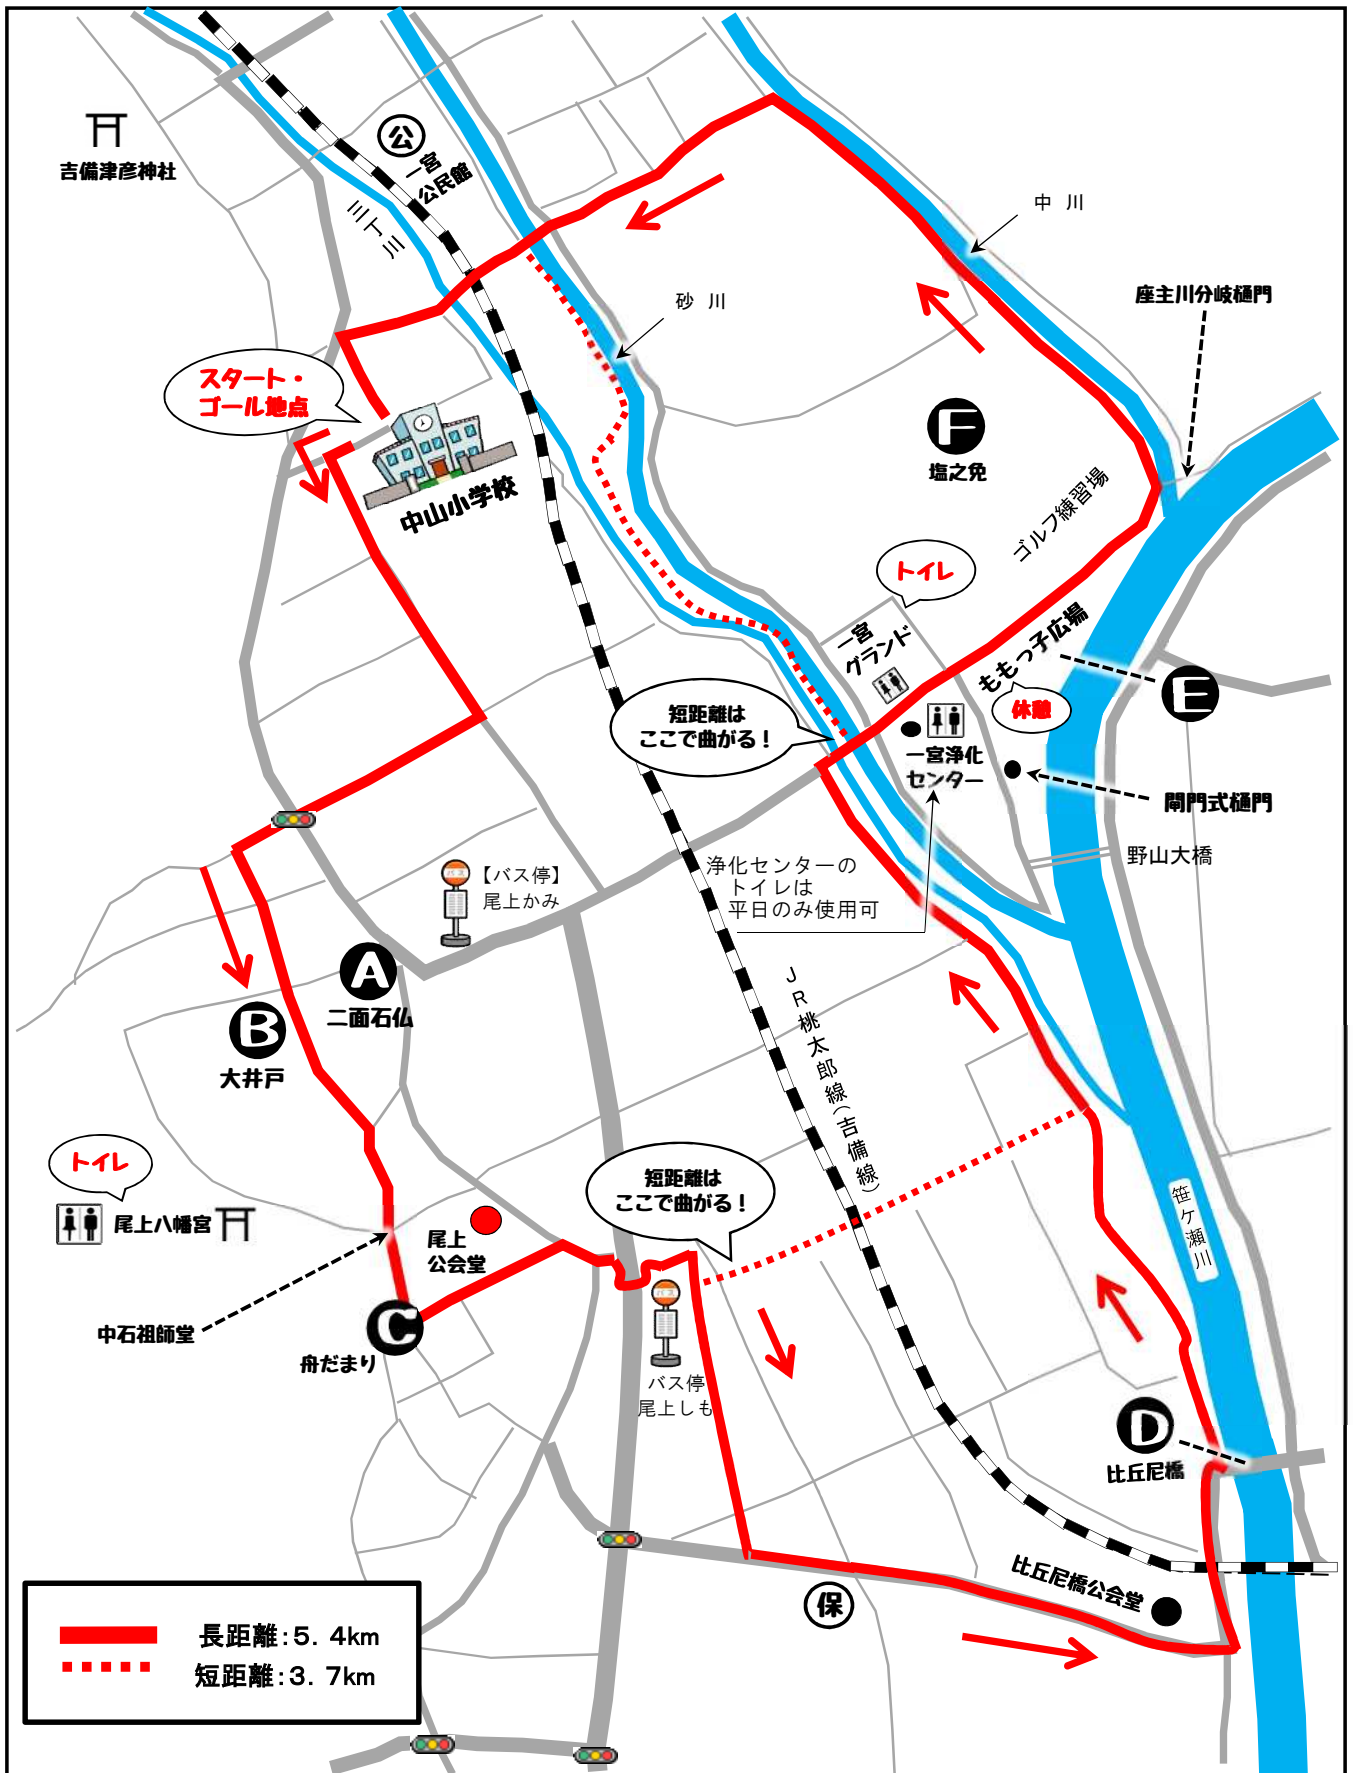 公
一宮
公民館
吉備津彦神社
三丁川
中 川
座主川分岐樋門
砂 川
スタート・
ゴール地点
中山小学校
F
塩之免
ゴルフ練習場
トイレ
一宮
グランド
ももっ子広場
E
休憩
短距離は
ここで曲がる!
一宮浄化
センター
閘門式樋門
野山大橋
浄化センターの
トイレは
平日のみ使用可
バス
【バス停】
尾上かみ
A
二面石仏
B
大井戸
JR桃太郎線(吉備線)
トイレ
尾上八幡宮
尾上
公会堂
短距離は
ここで曲がる!
笹ケ瀬川
中石祖師堂
C
舟だまり
バス
バス停
尾上しも
D
比丘尼橋
比丘尼橋公会堂
保
長距離:5.4km
短距離:3.7km